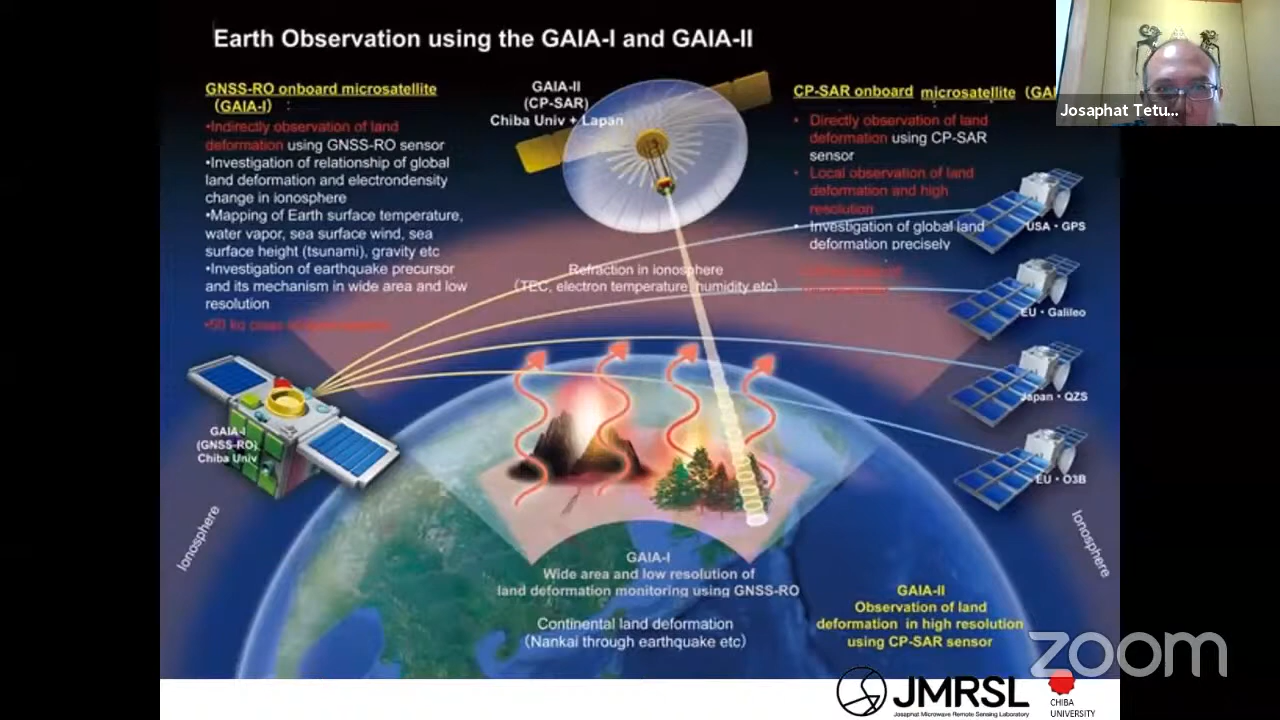 Earth Observation using the GAIA-I and GAIA-II
GNSS-RO onboard microsatellite
(GAIA-I) :
•Indirectly observation of land
deformation using GNSS-RO sensor
•Investigation of relationship of global
land deformation and electrondensity
change in ionosphere
•Mapping of Earth surface temperature,
water vapor, sea surface wind, sea
surface height (tsunami), gravity etc
•Investigation of earthquake precursor
and its mechanism in wide area and low
resolution
•50 kg
GAIA-II
(CP-SAR)
Chiba Univ + Lapan
CP-SAR onboard microsatellite (GAI
• Directly observation of land
deformation using CP-SAR
sensor
• Local observation of land
deformation and high
resolution
• Investigation of global land
deformation precisely
Josaphat Tetu...
USA・GPS
EU・Galileo
Japan・QZS
EU・O3B
Refraction in ionosphere
(TEC, electron temperature, humidity etc)
GAIA-I
(GNSS-RO)
Chiba Univ
Ionosphere
Ionosphere
GAIA-I
Wide area and low resolution of
land deformation monitoring using GNSS-RO
Continental land deformation
(Nankai through earthquake etc)
GAIA-II
Observation of land
deformation in high resolution
using CP-SAR sensor
zoom
JMRSL
Josaphat Microwave Remote Sensing Laboratory
CHIBA
UNIVERSITY